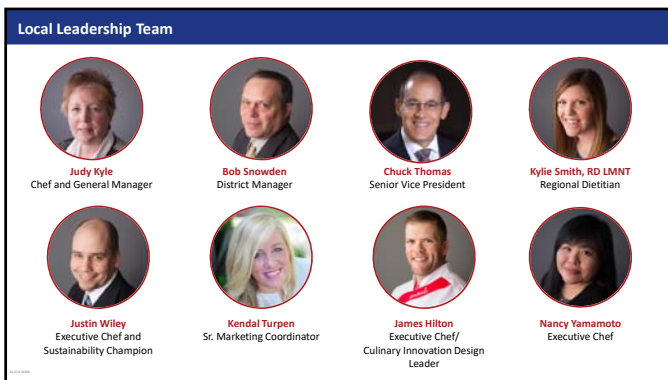 Local Leadership Team
Judy Kyle
Chef and General Manager
Bob Snowden
District Manager
Chuck Thomas
Senior Vice President
Kylie Smith, RD LMNT
Regional Dietitian
Justin Wiley
Executive Chef and
Sustainability Champion
Kendal Turpen
Sr. Marketing Coordinator
James Hilton
Executive Chef/
Culinary Innovation Design
Leader
Nancy Yamamoto
Executive Chef